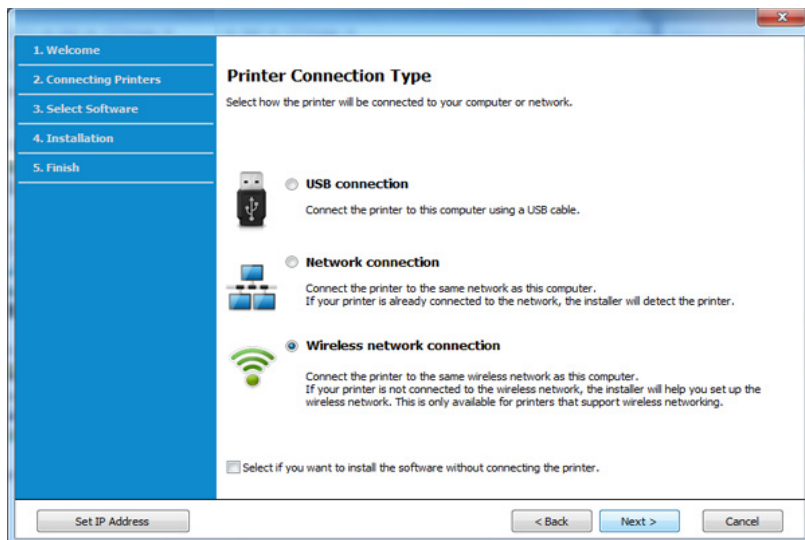 1. Welcome
2. Connecting Printers
3. Select Software
4. Installation
5. Finish
Printer Connection Type
Select how the printer will be connected to your computer or network.
USB connection
Connect the printer to this computer using a USB cable.
Network connection
Connect the printer to the same network as this computer.
If your printer is already connected to the network, the installer will detect the printer.
Wireless network connection
Connect the printer to the same wireless network as this computer.
If your printer is not connected to the wireless network, the installer will help you set up the
wireless network. This is only available for printers that support wireless networking.
Select if you want to install the software without connecting the printer.
Set IP Address
< Back
Next >
Cancel